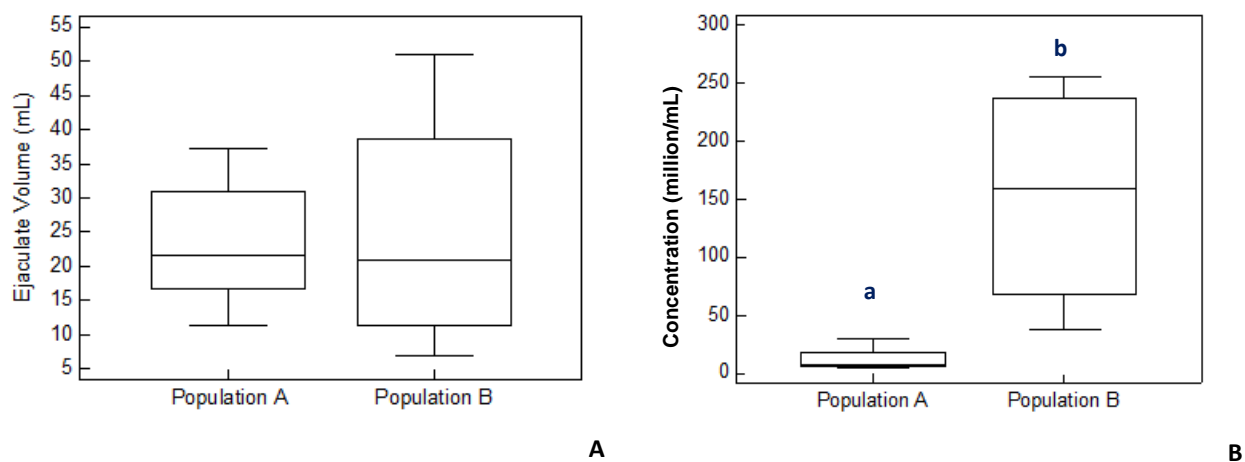 Ejaculate Volume (mL)
55
50
45
40
35
30
25
20
15
10
5
Population A
Population B
A
Concentration (million/mL)
300
250
200
150
100
50
0
a
b
Population A
Population B
B